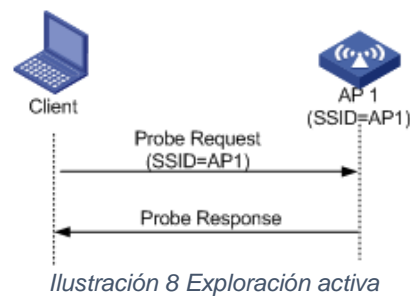 Client
AP 1
(SSID=AP1)
Probe Request
(SSID=AP1)
Probe Response
Ilustración 8 Exploración activa